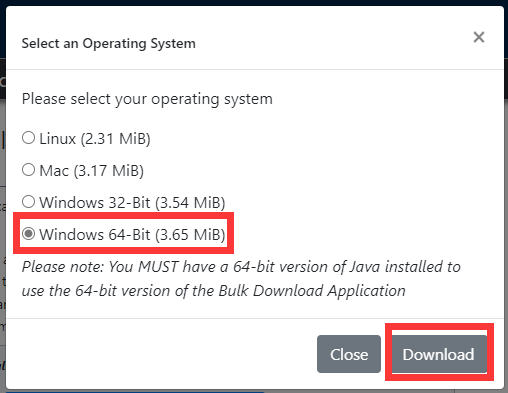 Select an Operating System
×
Please select your operating system
Linux (2.31 MiB)
Mac (3.17 MiB)
Windows 32-Bit (3.54 MiB)
Windows 64-Bit (3.65 MiB)
Please note: You MUST have a 64-bit version of Java installed to
use the 64-bit version of the Bulk Download Application
Close
Download